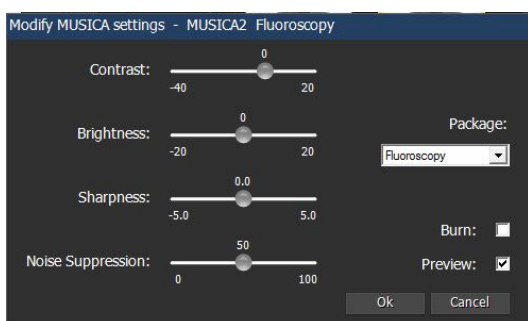 Modify MUSICA settings - MUSICA2 Fluoroscopy
Contrast:
0
-40 20
Brightness:
0
-20 20
Package:
Fluoroscopy
Sharpness:
0.0
-5.0 5.0
Burn:
Noise Suppression:
50
0 100
Preview:
Ok Cancel